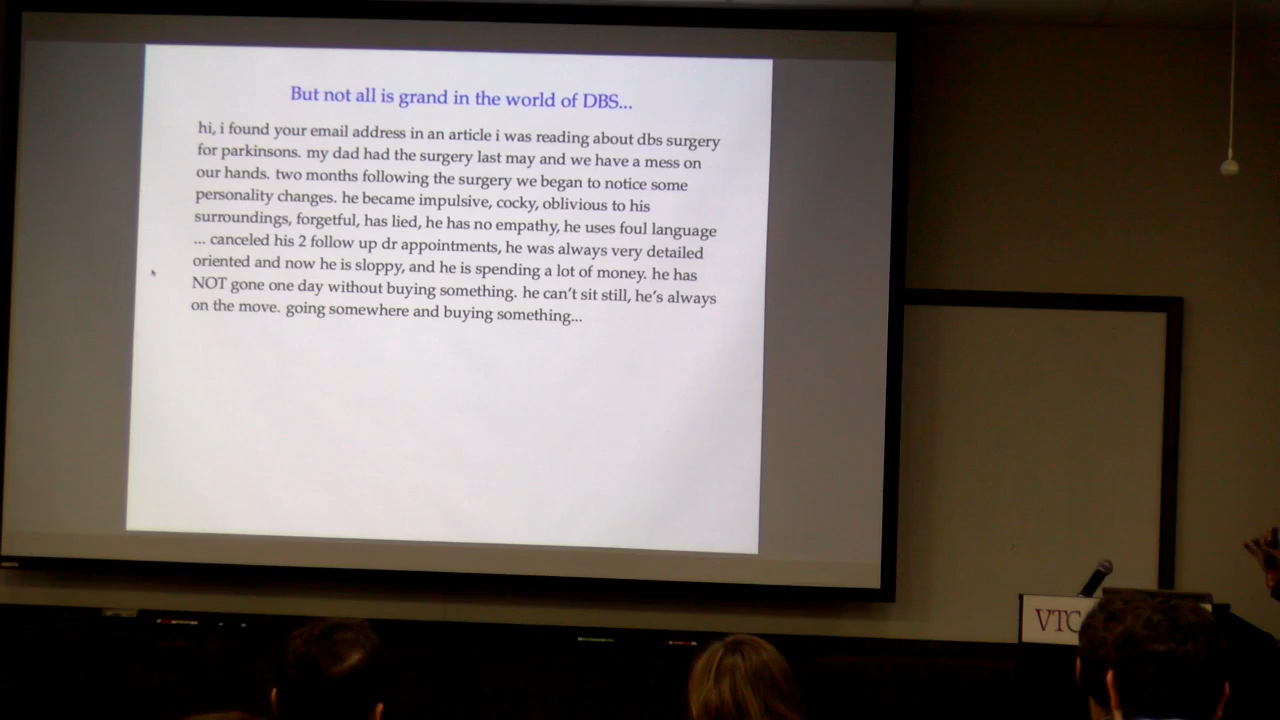 But not all is grand in the world of DBS...
hi, i found your email address in an article i was reading about dbs surgery
for parkinsons. my dad had the surgery last may and we have a mess on
our hands. two months following the surgery we began to notice some
personality changes. he became impulsive, cocky, oblivious to his
surroundings, forgetful, has lied, he has no empathy, he uses foul language
... canceled his 2 follow up dr appointments, he was always very detailed
oriented and now he is sloppy, and he is spending a lot of money. he has
NOT gone one day without buying something. he can't sit still, he's always
on the move. going somewhere and buying something...
VTC